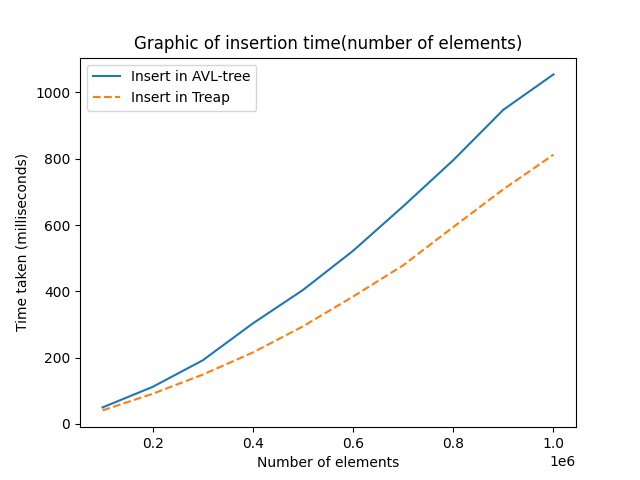 Graphic of insertion time(number of elements)
Insert in AVL-tree
Insert in Treap
Time taken (milliseconds)
1000
800
600
400
200
0
0.2
0.4
0.6
0.8
1.0
1e6
Number of elements